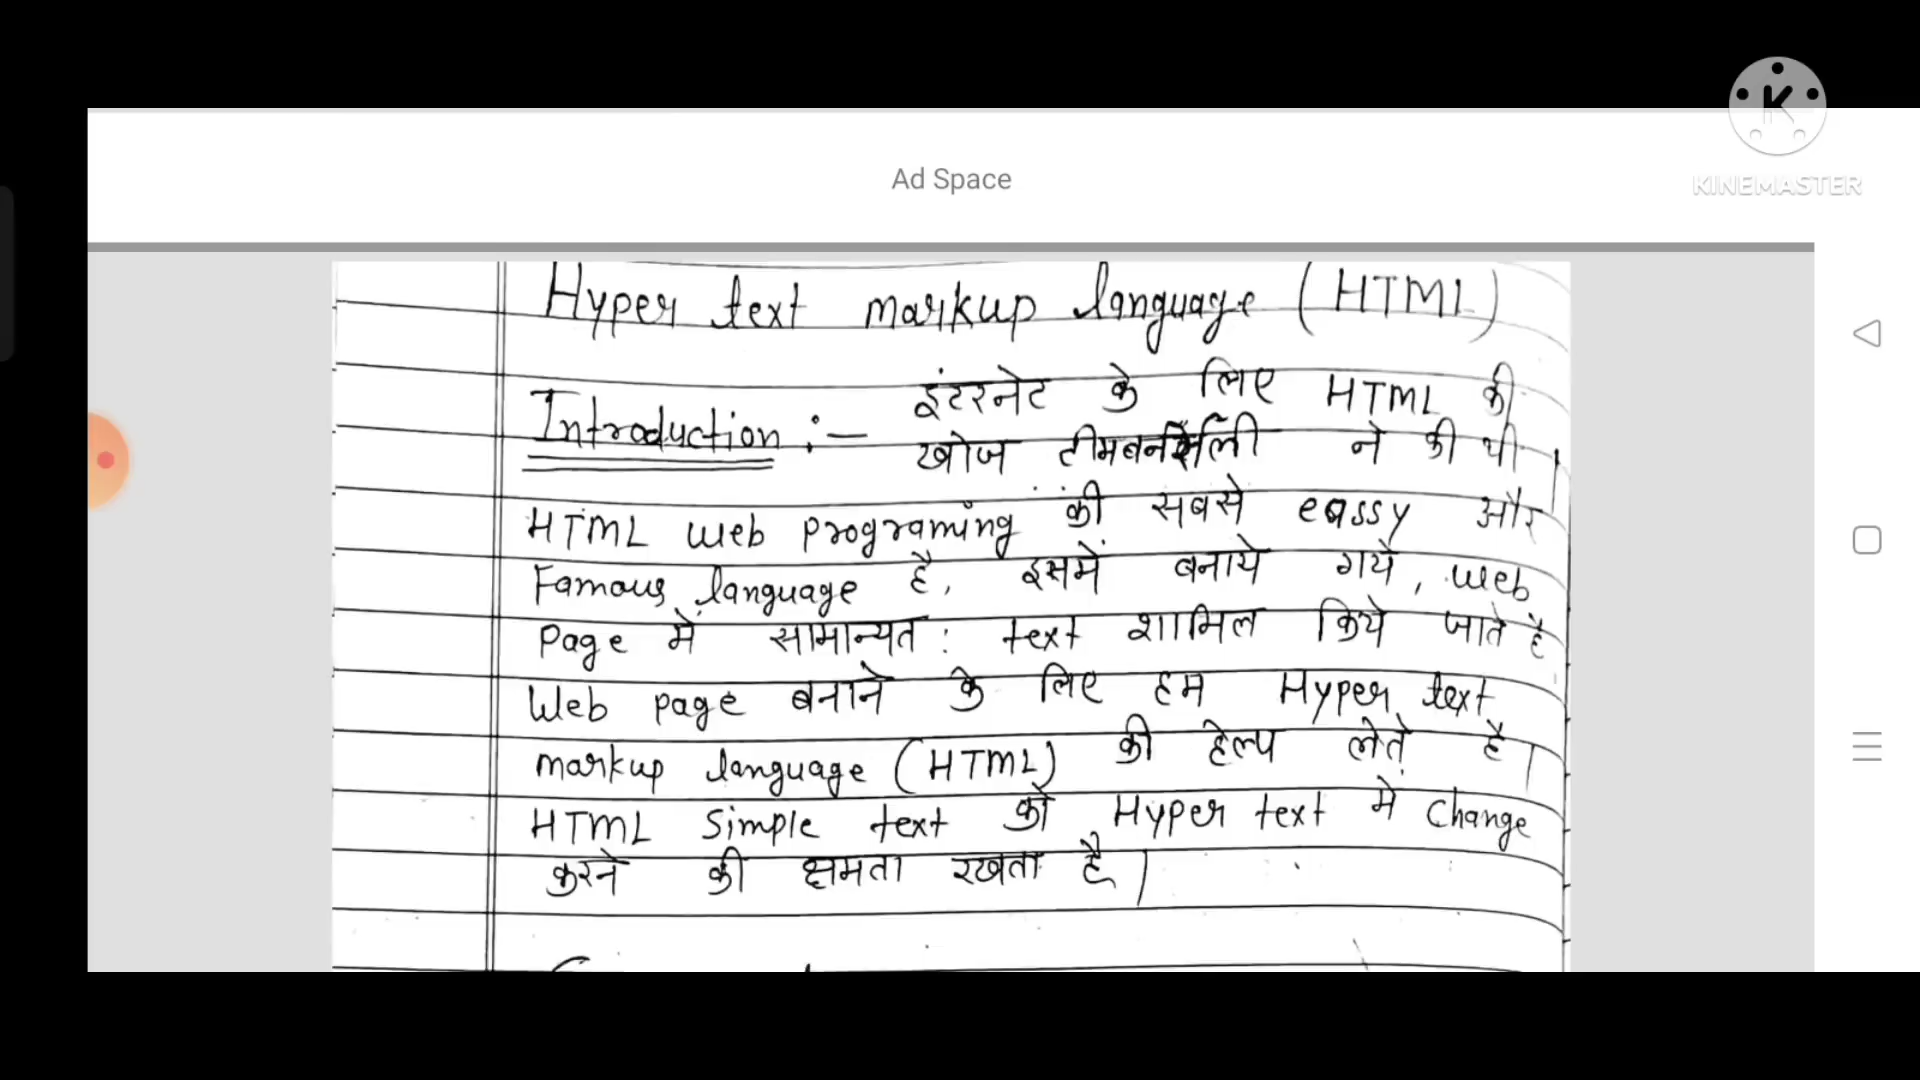 Ad Space
KINEMASTER
Hyper text markup language (HTML)
Introduction :- इंटरनेट के लिए HTML की
खोज टीमबर्नर्सली ने की थी।
HTML web programing की सबसे eassy और
Famous language है, इसमें बनाये गये, web
Page में सामान्यत: text शामिल किये जाते है
Web page बनाने के लिए हम Hyper text
markup language (HTML) की हेल्प लेते है।
HTML simple text को Hyper text में change
करने की क्षमता रखता है।